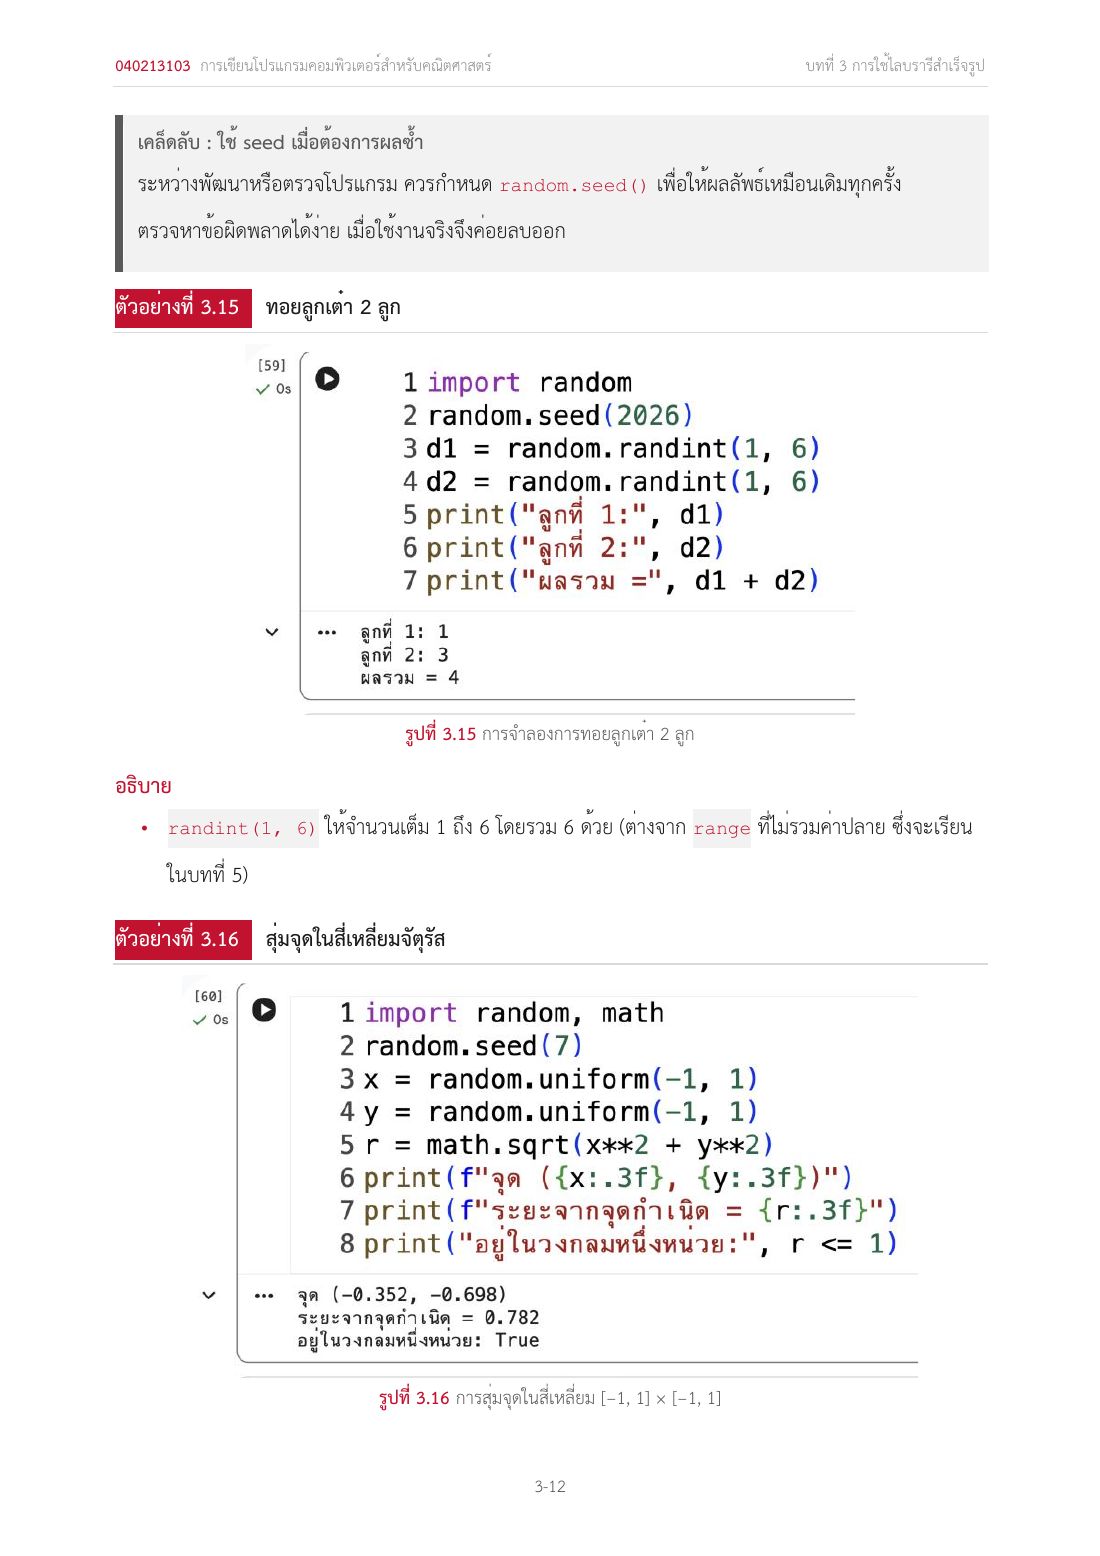 040213103 การเขียนโปรแกรมคอมพิวเตอร์สำหรับคณิตศาสตร์ บทที่ 3 การใช้ไลบรารีสำเร็จรูป
เคล็ดลับ : ใช้ seed เมื่อต้องการผลซ้ำ
ระหว่างพัฒนาหรือตรวจโปรแกรม ควรกำหนด random.seed() เพื่อให้ผลลัพธ์เหมือนเดิมทุกครั้ง
ตรวจหาข้อผิดพลาดได้ง่าย เมื่อใช้งานจริงจึงค่อยลบออก
ตัวอย่างที่ 3.15 ทอยลูกเต๋า 2 ลูก
[59]
0s
1 import random
2 random.seed(2026)
3 d1 = random.randint(1, 6)
4 d2 = random.randint(1, 6)
5 print("ลูกที่ 1:", d1)
6 print("ลูกที่ 2:", d2)
7 print("ผลรวม =", d1 + d2)
ลูกที่ 1: 1
ลูกที่ 2: 3
ผลรวม = 4
รูปที่ 3.15 การจำลองการทอยลูกเต๋า 2 ลูก
อธิบาย
• randint(1, 6) ให้จำนวนเต็ม 1 ถึง 6 โดยรวม 6 ด้วย (ต่างจาก range ที่ไม่รวมค่าปลาย ซึ่งจะเรียน
ในบทที่ 5)
ตัวอย่างที่ 3.16 สุ่มจุดในสี่เหลี่ยมจัตุรัส
[60]
0s
1 import random, math
2 random.seed(7)
3 x = random.uniform(-1, 1)
4 y = random.uniform(-1, 1)
5 r = math.sqrt(x**2 + y**2)
6 print(f"จุด ({x:.3f}, {y:.3f})")
7 print(f"ระยะจากจุดกำเนิด = {r:.3f}")
8 print("อยู่ในวงกลมหนึ่งหน่วย:", r <= 1)
จุด (-0.352, -0.698)
ระยะจากจุดกำเนิด = 0.782
อยู่ในวงกลมหนึ่งหน่วย: True
รูปที่ 3.16 การสุ่มจุดในสี่เหลี่ยม [−1, 1] × [−1, 1]
3-12